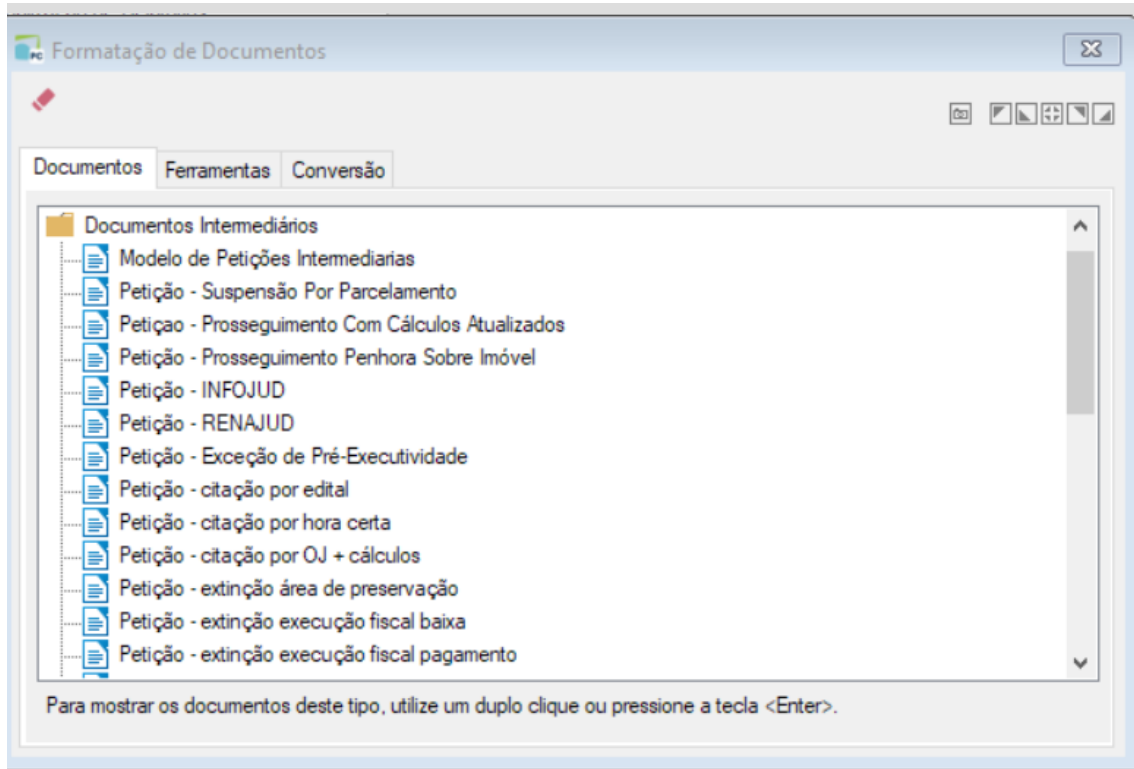 Formatação de Documentos
Documentos Ferramentas Conversão
Documentos Intermediários
Modelo de Petições Intermediarias
Petição - Suspensão Por Parcelamento
Petiçao - Prosseguimento Com Cálculos Atualizados
Petição - Prosseguimento Penhora Sobre Imóvel
Petição - INFOJUD
Petição - RENAJUD
Petição - Exceção de Pré-Executividade
Petição - citação por edital
Petição - citação por hora certa
Petição - citação por OJ + cálculos
Petição - extinção área de preservação
Petição - extinção execução fiscal baixa
Petição - extinção execução fiscal pagamento
Para mostrar os documentos deste tipo, utilize um duplo clique ou pressione a tecla <Enter>.